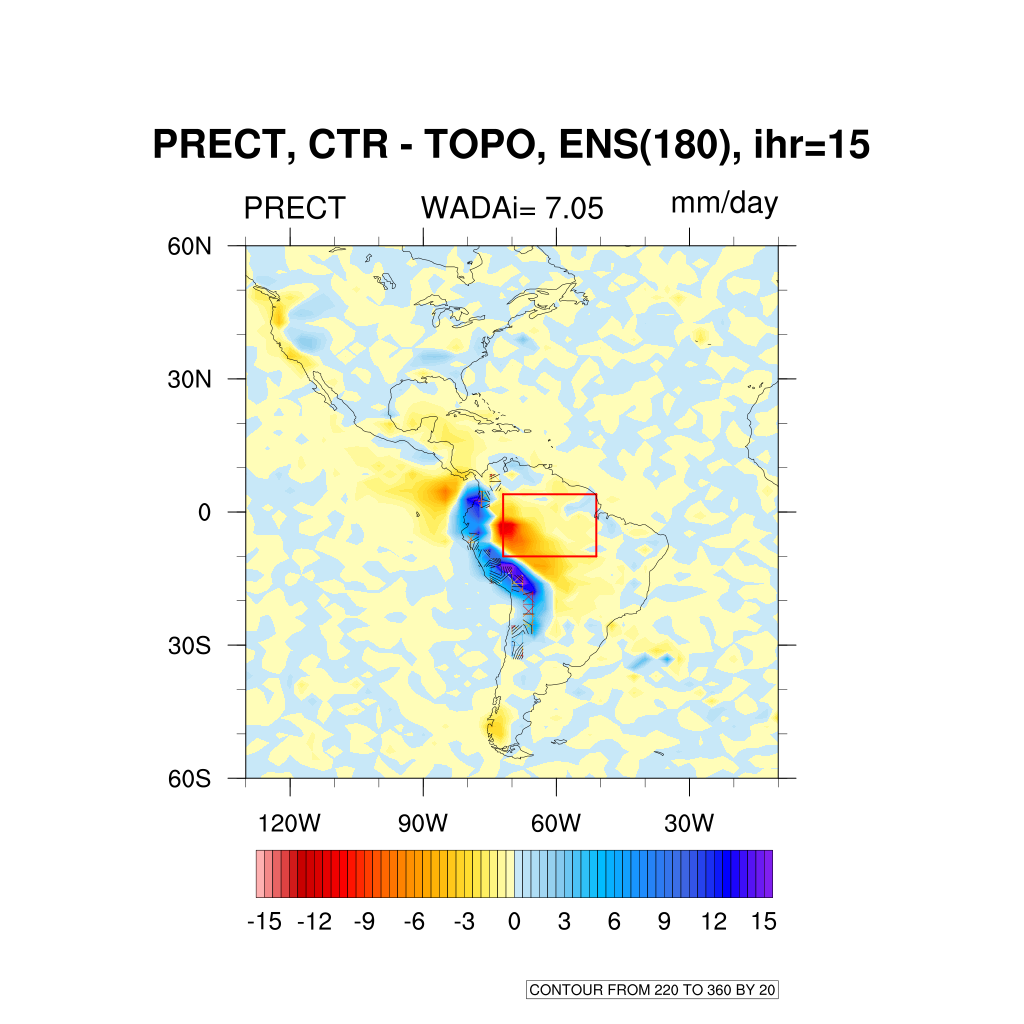 PRECT, CTR - TOPO, ENS(180), ihr=15
PRECT WADAi= 7.05 mm/day
60N
30N
0
30S
60S
120W 90W 60W 30W
-15 -12 -9 -6 -3 0 3 6 9 12 15
CONTOUR FROM 220 TO 360 BY 20